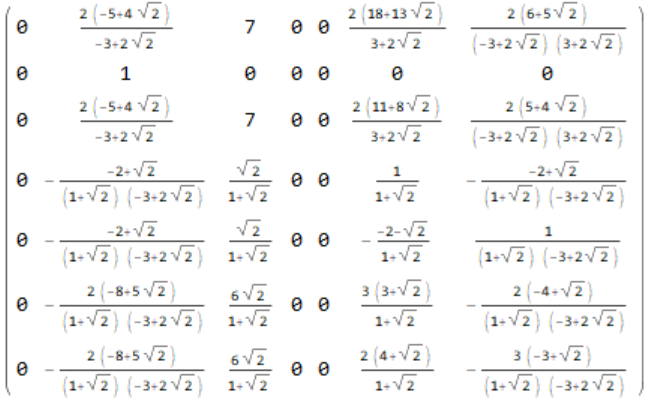 0 2 (-5+4 √2)/(-3+2 √2) 7 0 0 2 (18+13 √2)/(3+2 √2) 2 (6+5 √2)/((-3+2 √2) (3+2 √2))
0 1 0 0 0 0 0
0 2 (-5+4 √2)/(-3+2 √2) 7 0 0 2 (11+8 √2)/(3+2 √2) 2 (5+4 √2)/((-3+2 √2) (3+2 √2))
0 - (-2+√2)/((1+√2) (-3+2 √2)) √2/(1+√2) 0 0 1/(1+√2) - (-2+√2)/((1+√2) (-3+2 √2))
0 - (-2+√2)/((1+√2) (-3+2 √2)) √2/(1+√2) 0 0 - (-2-√2)/(1+√2) 1/((1+√2) (-3+2 √2))
0 - 2 (-8+5 √2)/((1+√2) (-3+2 √2)) 6 √2/(1+√2) 0 0 3 (3+√2)/(1+√2) - 2 (-4+√2)/((1+√2) (-3+2 √2))
0 - 2 (-8+5 √2)/((1+√2) (-3+2 √2)) 6 √2/(1+√2) 0 0 2 (4+√2)/(1+√2) - 3 (-3+√2)/((1+√2) (-3+2 √2))